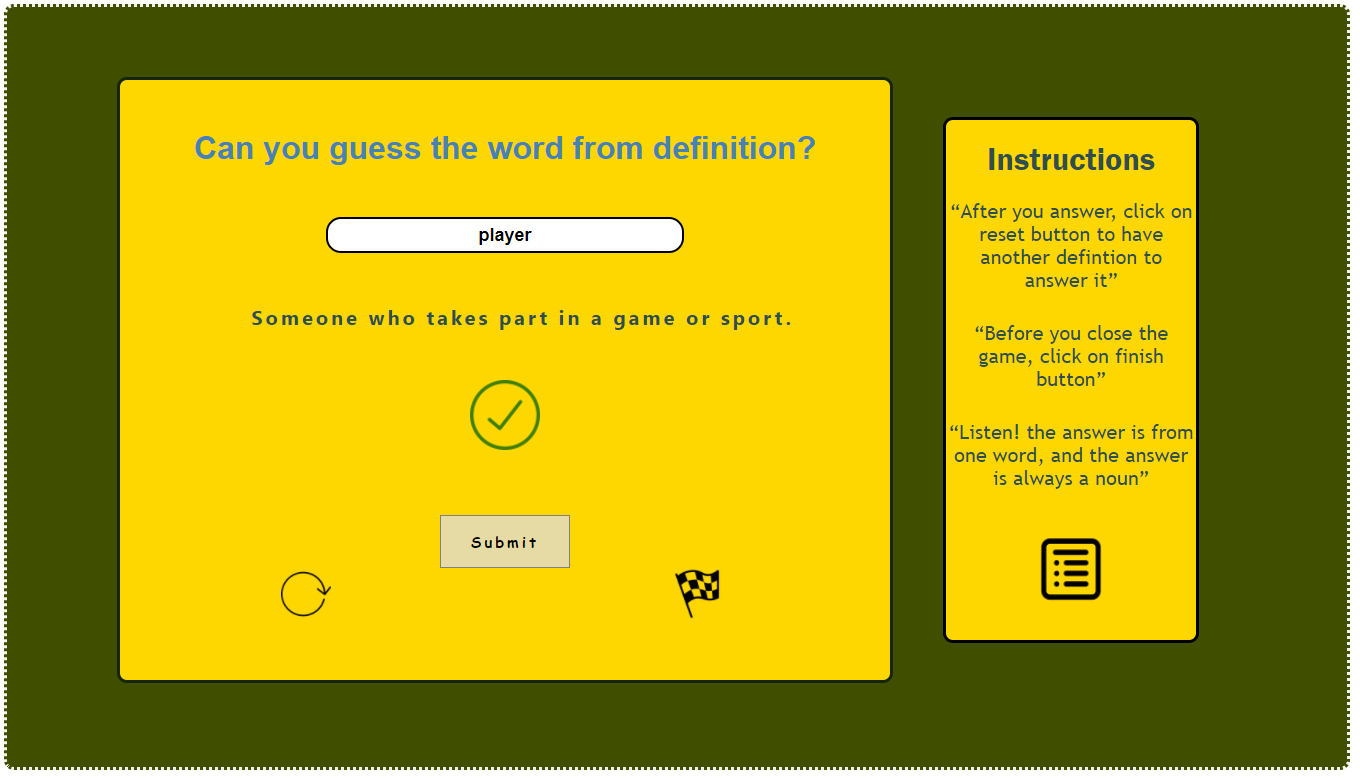 Can you guess the word from definition?
player
Someone who takes part in a game or sport.
Submit
Instructions
“After you answer, click on
reset button to have
another defintion to
answer it”
“Before you close the
game, click on finish
button”
“Listen! the answer is from
one word, and the answer
is always a noun”